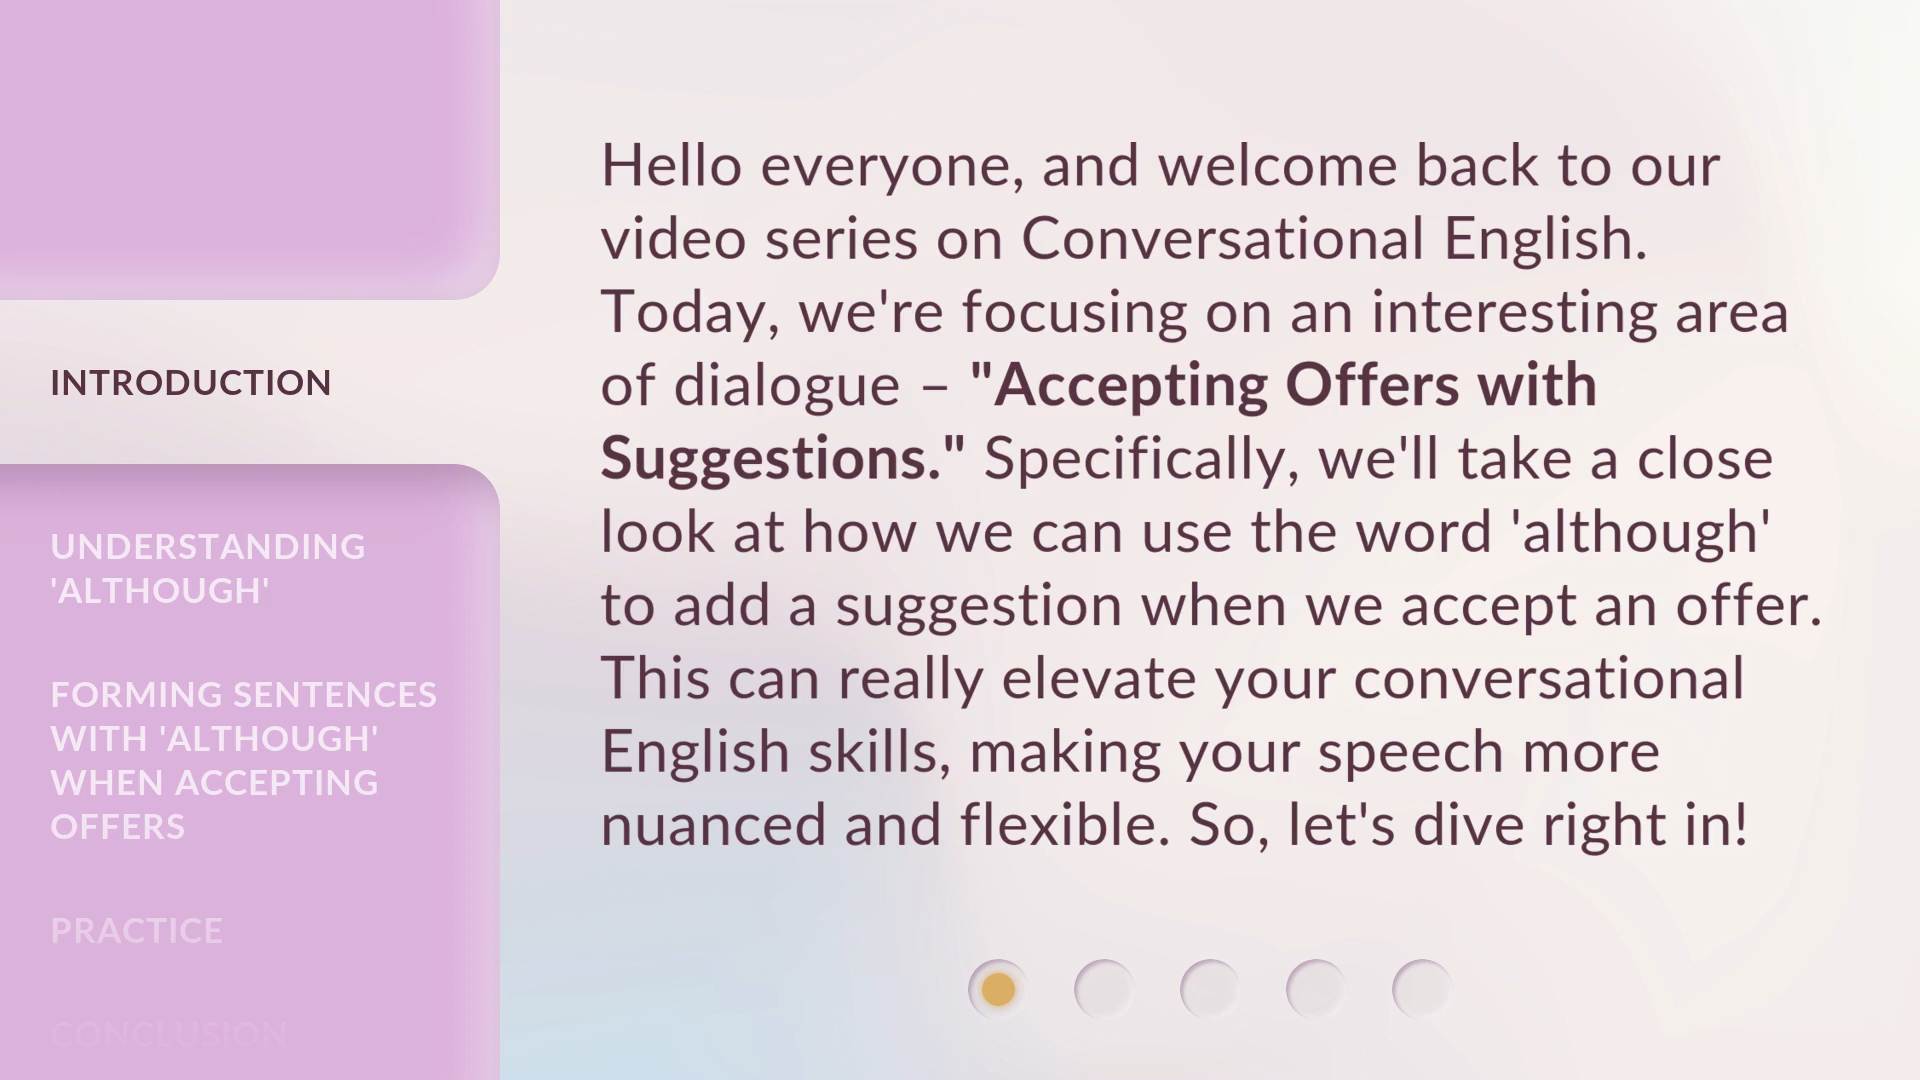 INTRODUCTION
UNDERSTANDING
'ALTHOUGH'
FORMING SENTENCES
WITH 'ALTHOUGH'
WHEN ACCEPTING
OFFERS
PRACTICE
CONCLUSION
Hello everyone, and welcome back to our
video series on Conversational English.
Today, we're focusing on an interesting area
of dialogue – "Accepting Offers with
Suggestions." Specifically, we'll take a close
look at how we can use the word 'although'
to add a suggestion when we accept an offer.
This can really elevate your conversational
English skills, making your speech more
nuanced and flexible. So, let's dive right in!